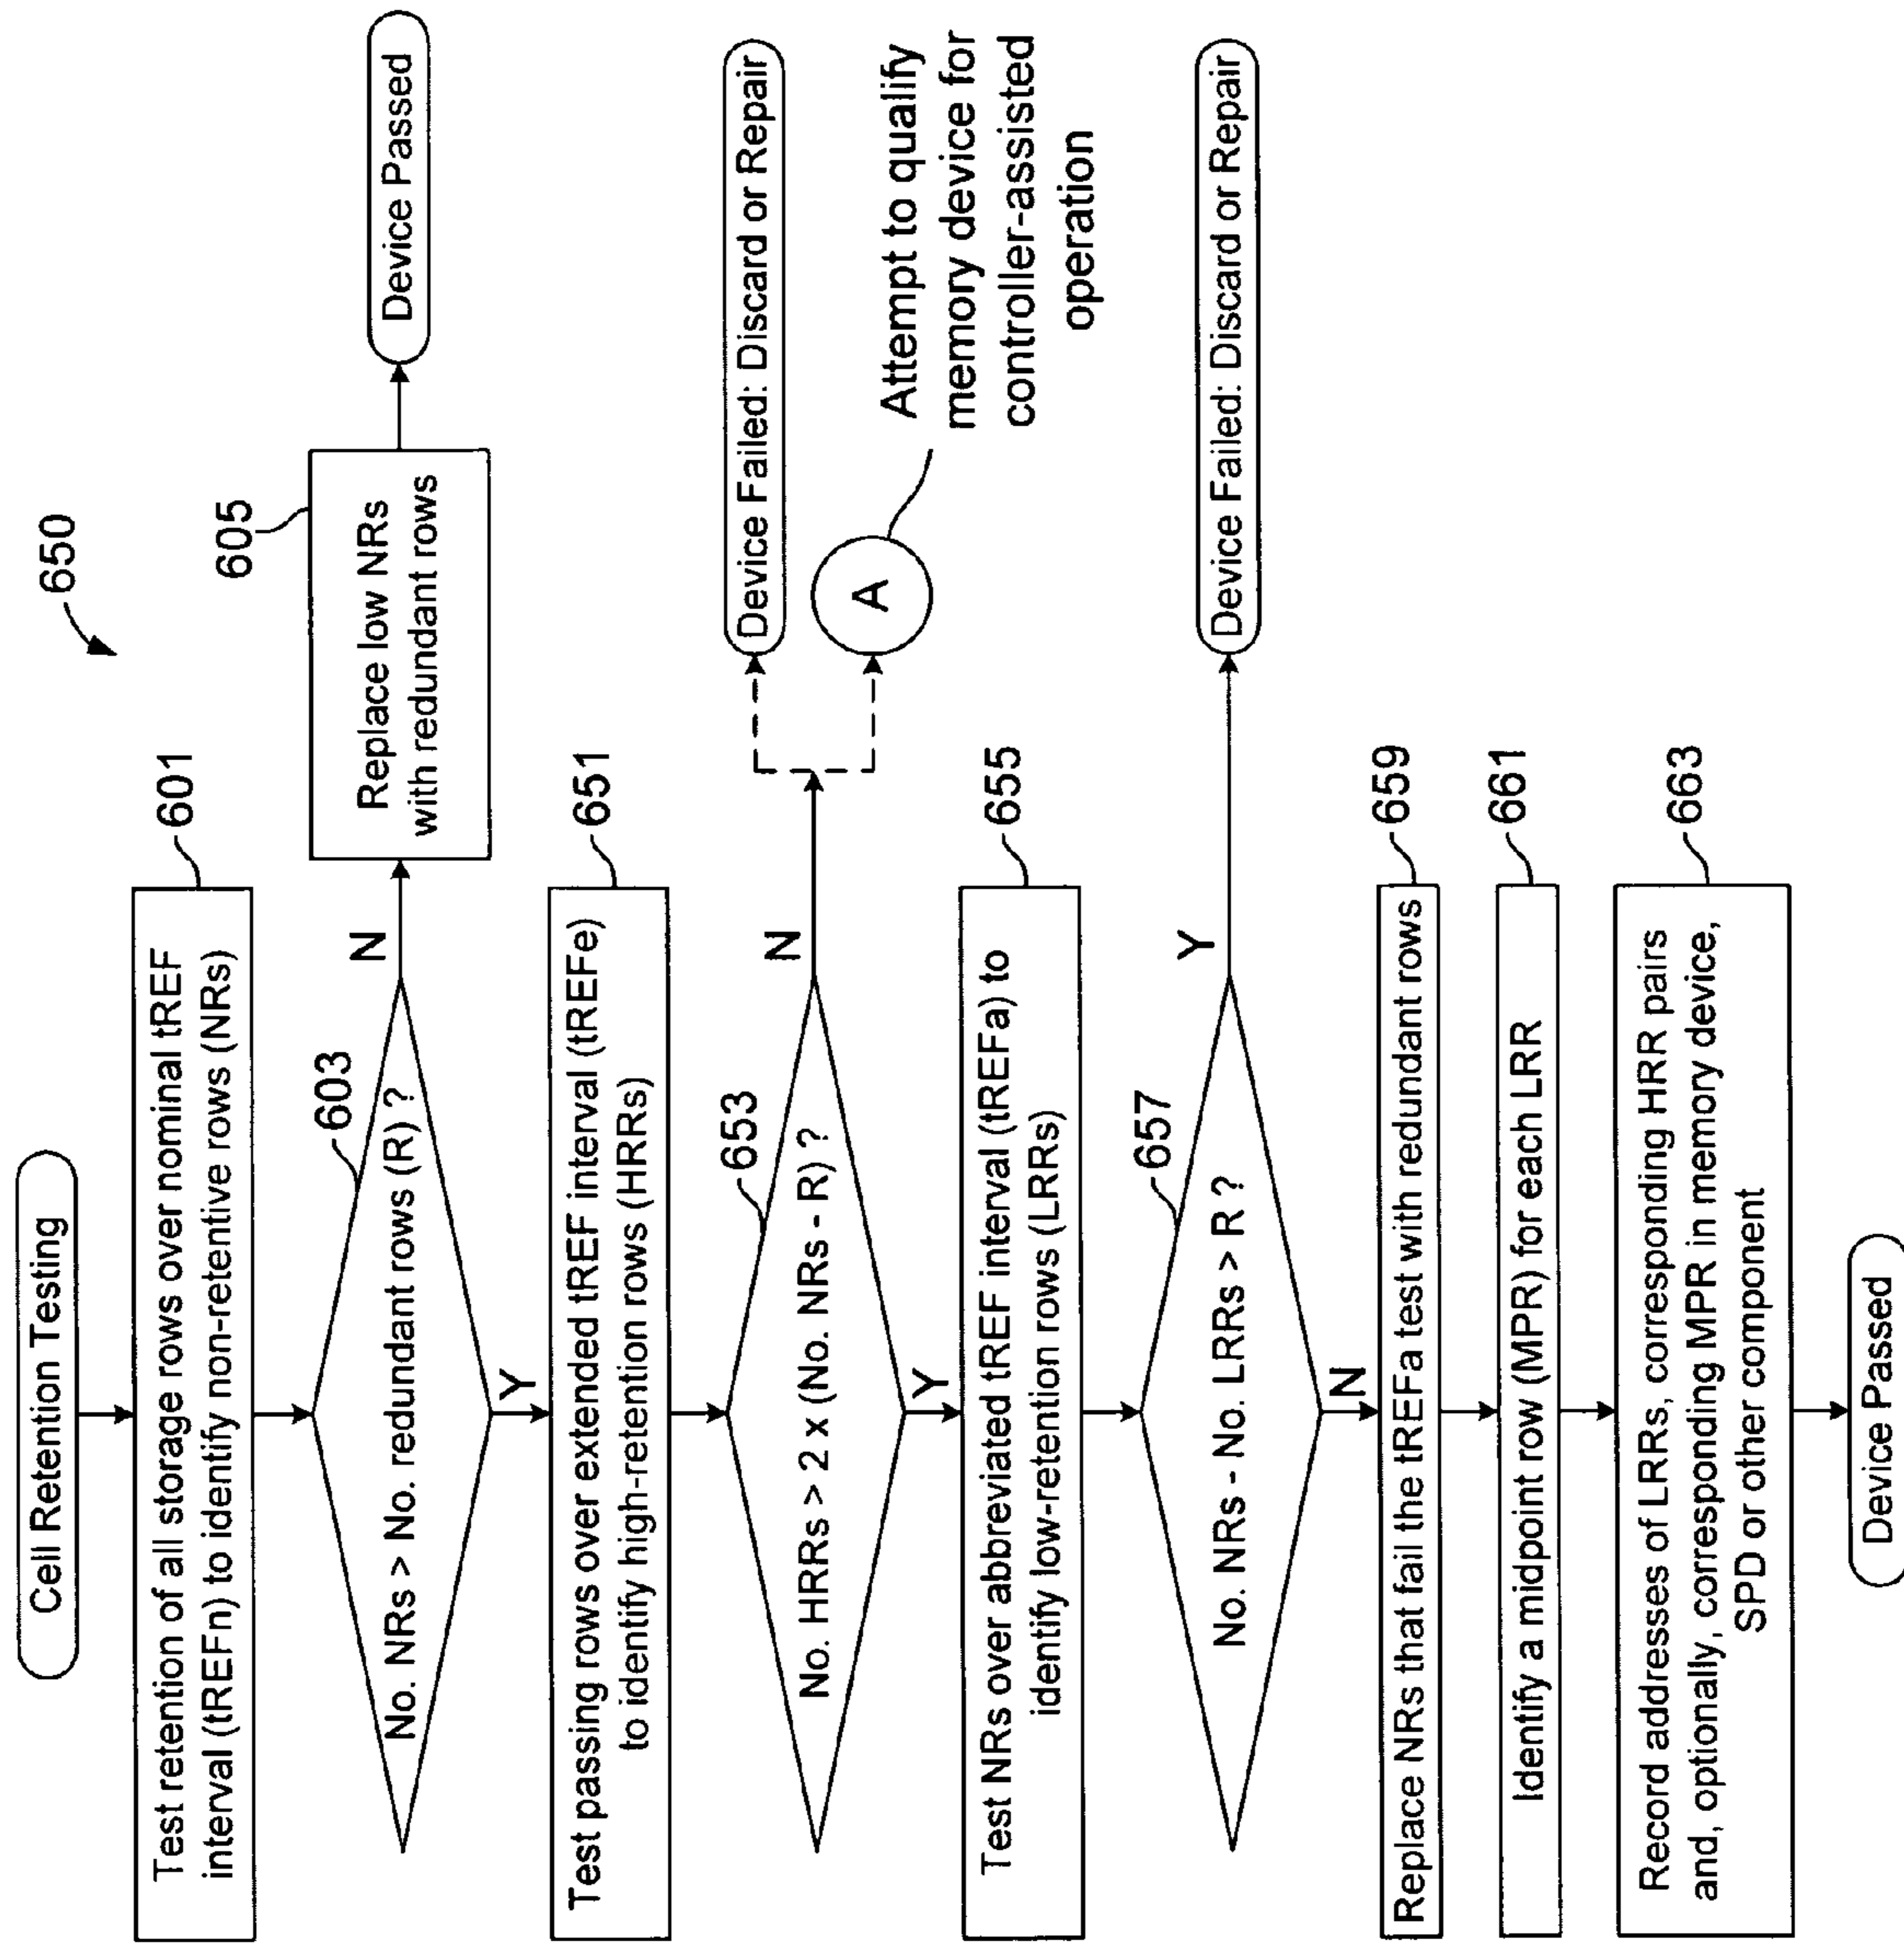 650
Cell Retention Testing
601
Test retention of all storage rows over nominal tREF
interval (tREFn) to identify non-retentive rows (NRs)
603
No. NRs > No. redundant rows (R) ?
N
605
Replace low NRs
with redundant rows
Device Passed
Y
651
Test passing rows over extended tREF interval (tREFe)
to identify high-retention rows (HRRs)
653
No. HRRs > 2 x (No. NRs - R) ?
N
Device Failed: Discard or Repair
A
Attempt to qualify
memory device for
controller-assisted
operation
Y
655
Test NRs over abbreviated tREF interval (tREFa) to
identify low-retention rows (LRRs)
657
No. NRs - No. LRRs > R ?
Y
Device Failed: Discard or Repair
N
659
Replace NRs that fail the tREFa test with redundant rows
661
Identify a midpoint row (MPR) for each LRR
663
Record addresses of LRRs, corresponding HRR pairs
and, optionally, corresponding MPR in memory device,
SPD or other component
Device Passed